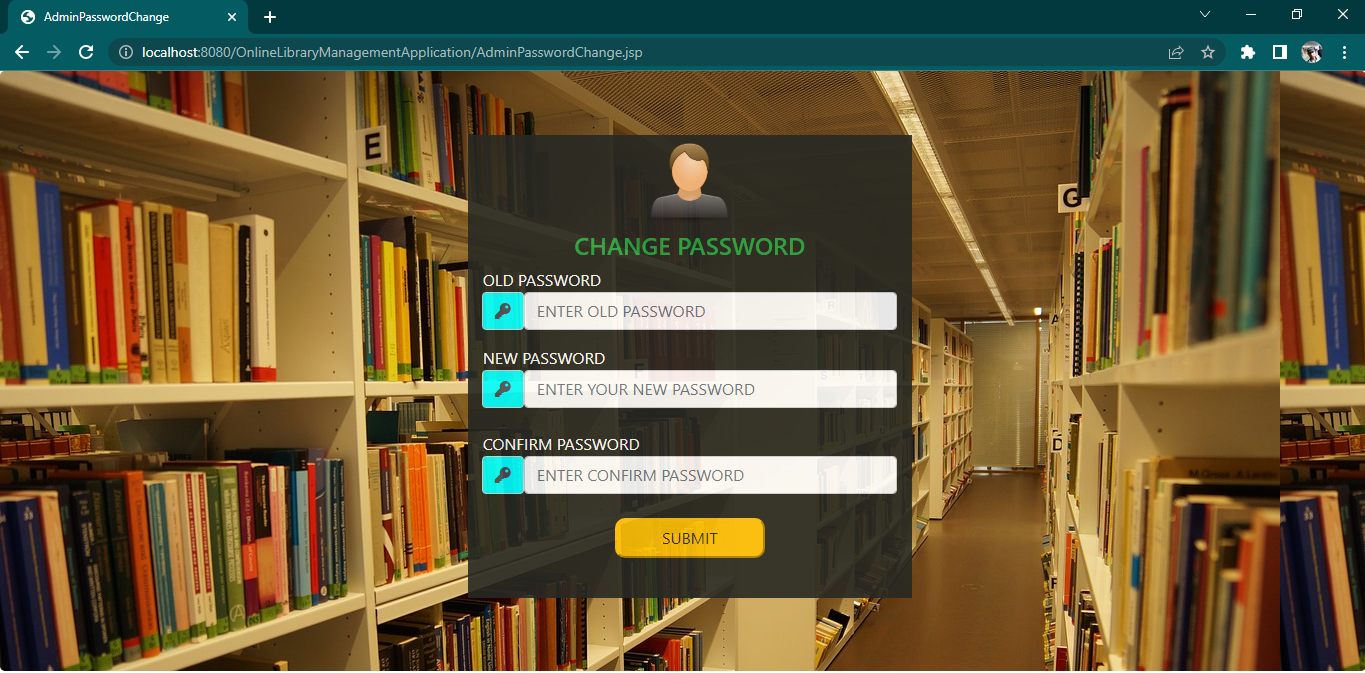 AdminPasswordChange
localhost:8080/OnlineLibraryManagementApplication/AdminPasswordChange.jsp
E
G
CHANGE PASSWORD
OLD PASSWORD
ENTER OLD PASSWORD
NEW PASSWORD
ENTER YOUR NEW PASSWORD
CONFIRM PASSWORD
ENTER CONFIRM PASSWORD
D
F
SUBMIT